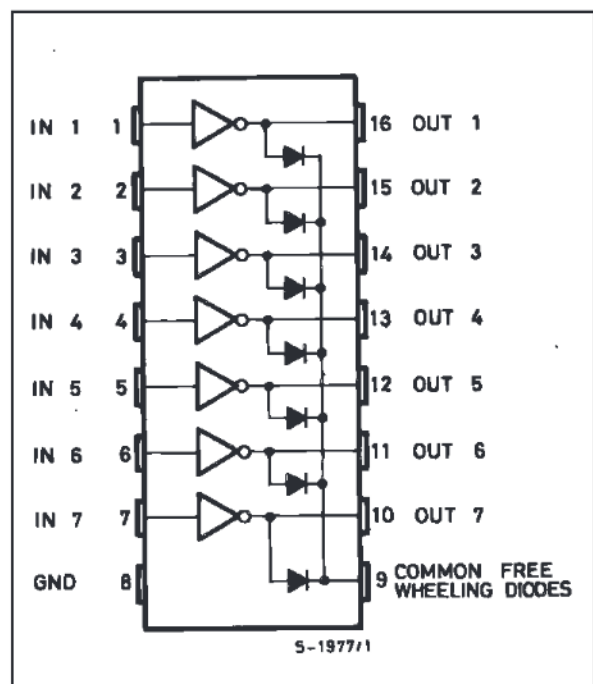 IN 1 1 16 OUT 1
IN 2 2 15 OUT 2
IN 3 3 14 OUT 3
IN 4 4 13 OUT 4
IN 5 5 12 OUT 5
IN 6 6 11 OUT 6
IN 7 7 10 OUT 7
GND 8 9 COMMON FREE
WHEELING DIODES
S-1977/1